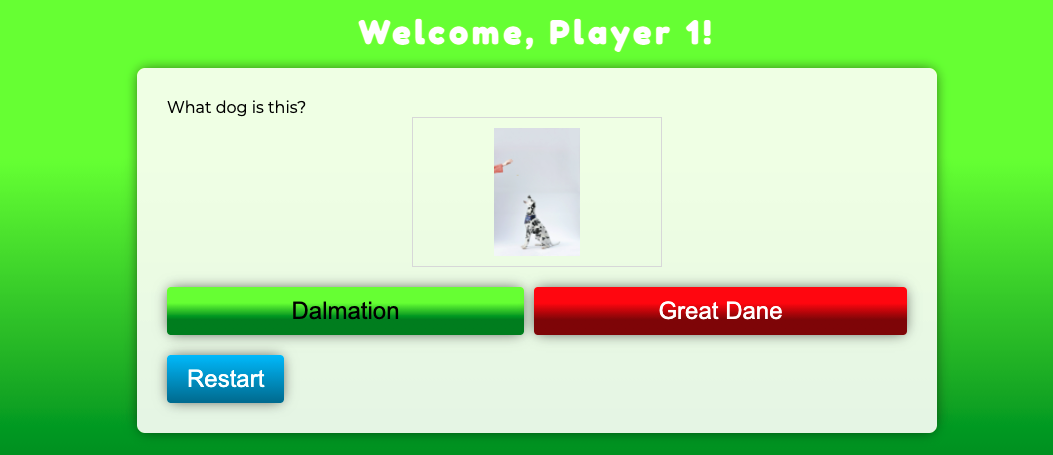 Welcome, Player 1!
What dog is this?
Dalmation
Great Dane
Restart